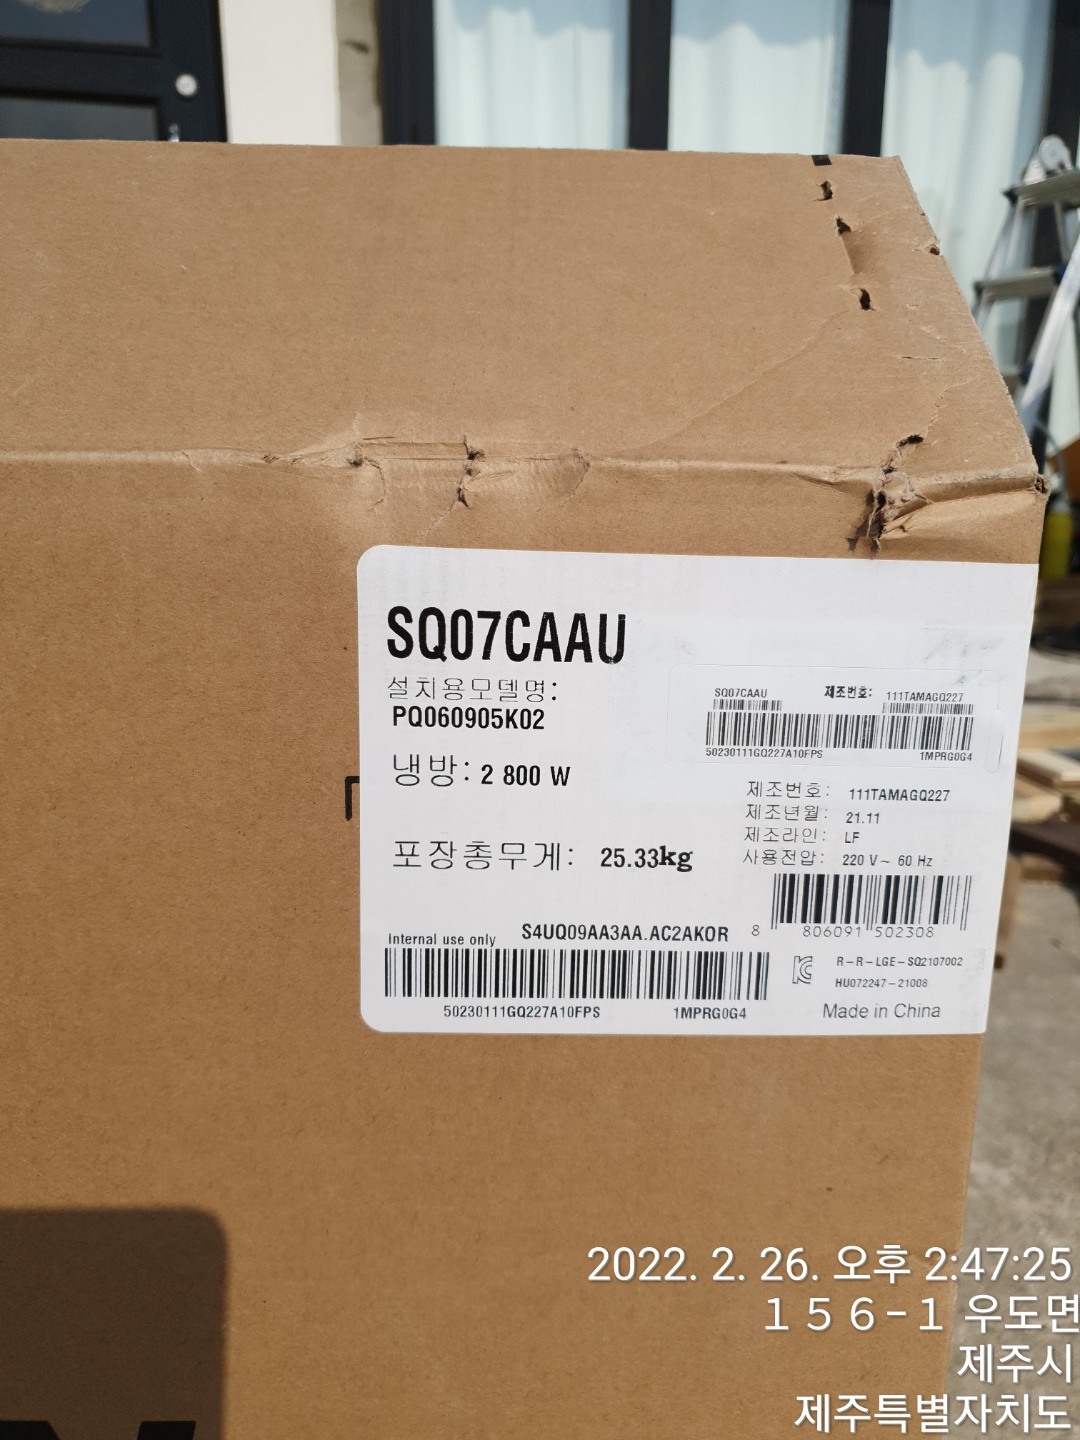 SQ07CAAU
설치용모델명:
PQ060905K02
냉방: 2 800 W
포장총무게: 25.33kg
SQ07CAAU 제조번호: 111TAMAGQ227
50230111GQ227A10FPS 1MPRG0G4
제조번호: 111TAMAGQ227
제조년월: 21.11
제조라인: LF
사용전압: 220 V ~ 60 Hz
8 806091 502308
Internal use only S4UQ09AA3AA.AC2AKOR
50230111GQ227A10FPS 1MPRG0G4
R-R-LGE-SQ2107002
HU072247-21008
Made in China
2022. 2. 26. 오후 2:47:25
156-1 우도면
제주시
제주특별자치도